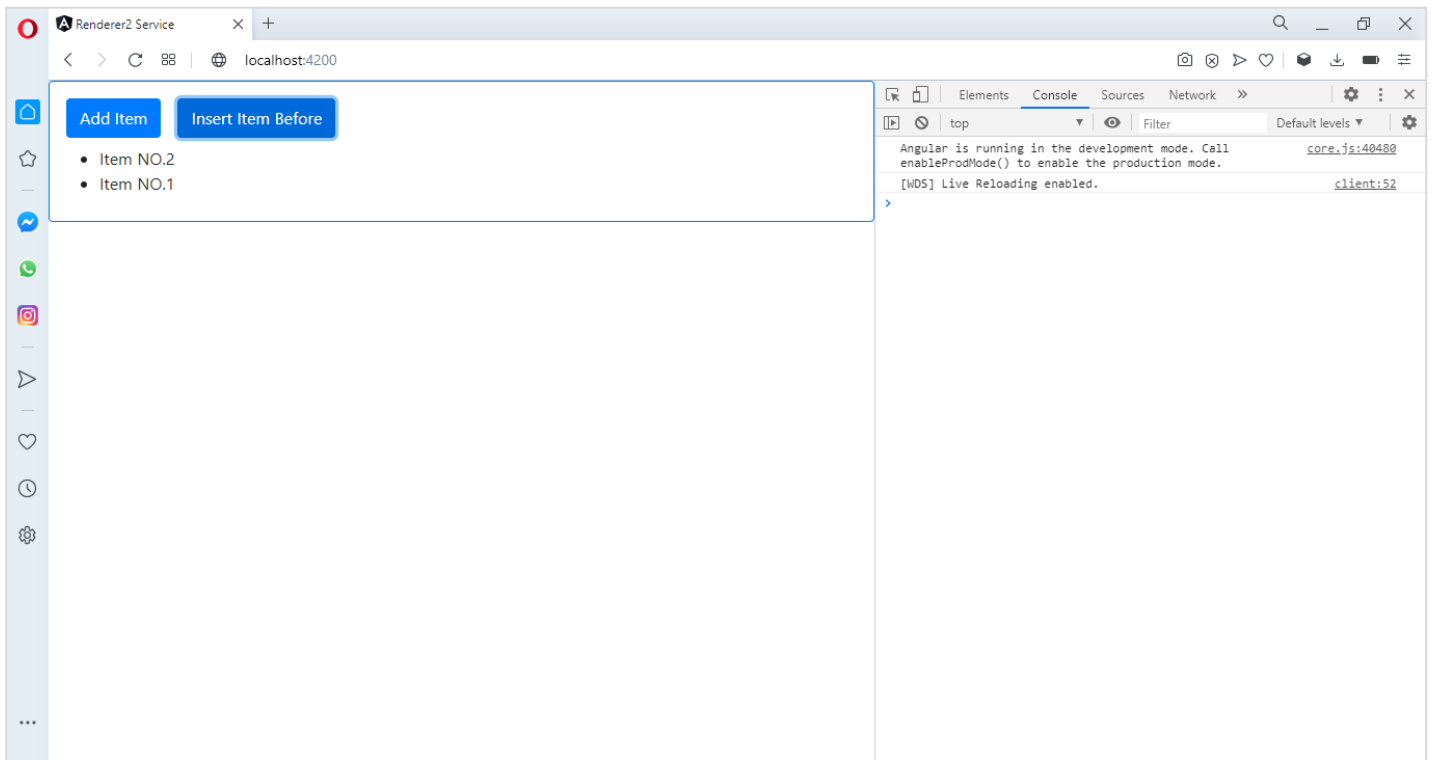 Renderer2 Service
localhost:4200
Add Item Insert Item Before
Item NO.2
Item NO.1
Elements Console Sources Network
top Filter Default levels
Angular is running in the development mode. Call core.js:40480
enableProdMode() to enable the production mode.
[WDS] Live Reloading enabled. client:52